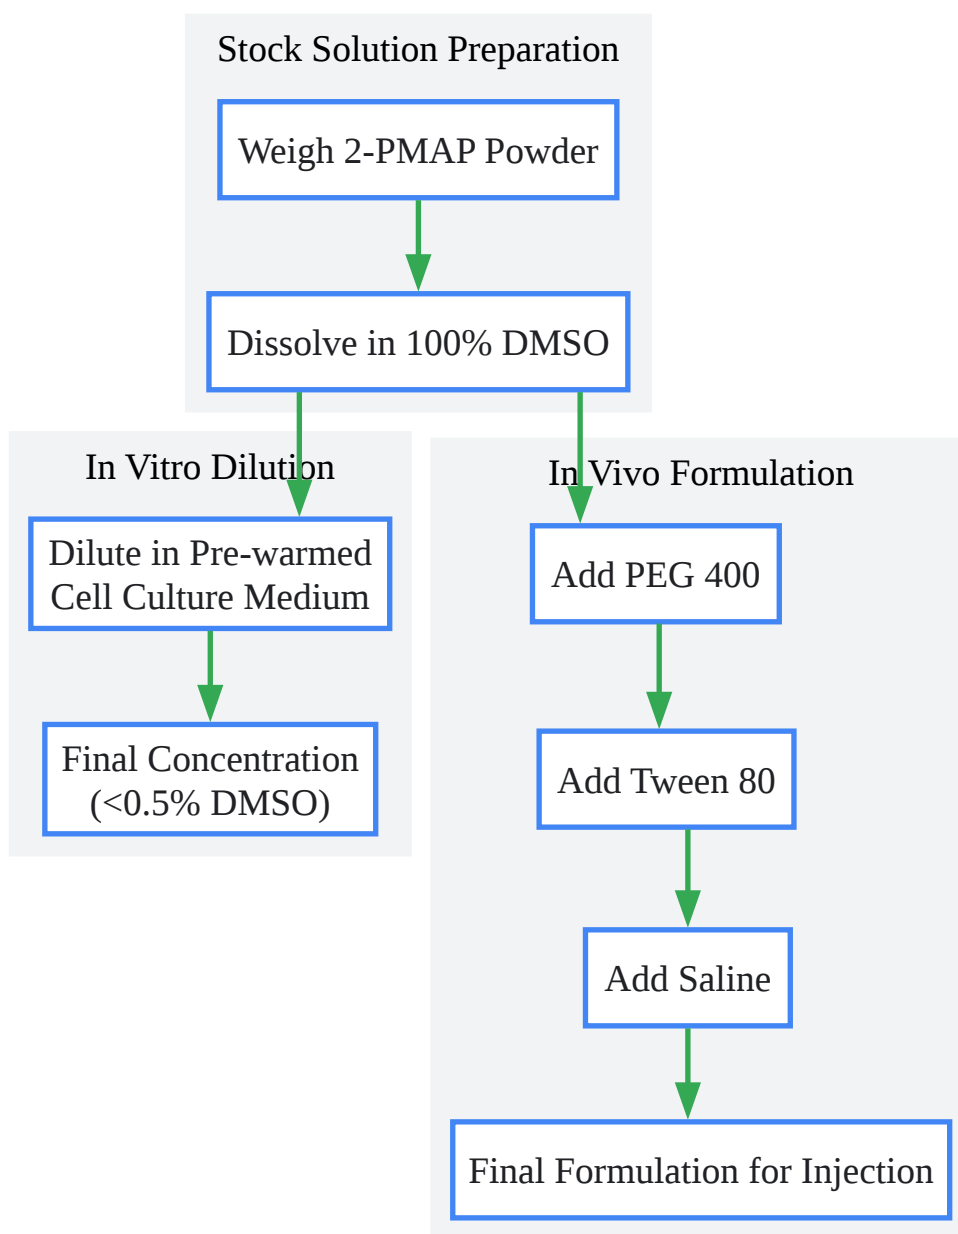 Stock Solution Preparation
Weigh 2-PMAP Powder
Dissolve in 100% DMSO
In Vitro Dilution
Dilute in Pre-warmed
Cell Culture Medium
Final Concentration
(<0.5% DMSO)
In Vivo Formulation
Add PEG 400
Add Tween 80
Add Saline
Final Formulation for Injection